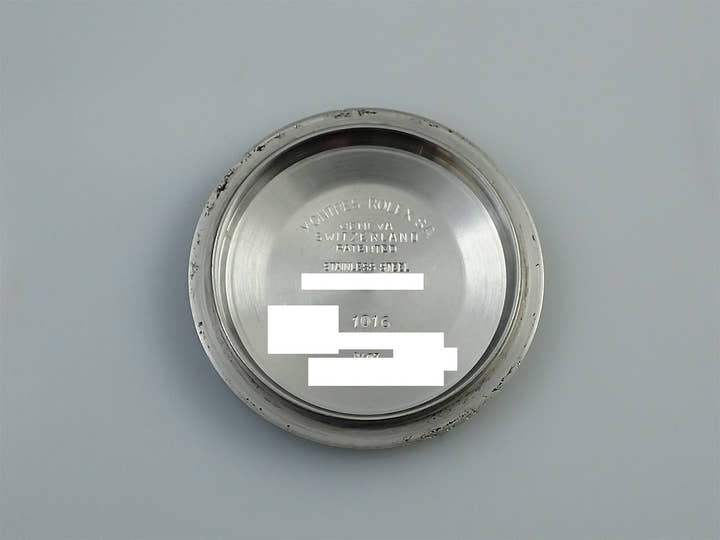 MONTRES ROLEX S.A.
GENEVA
SWITZERLAND
PATENTED
STAINLESS STEEL
1016